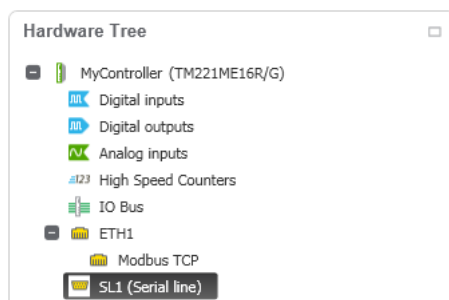 Hardware Tree
MyController (TM221ME16R/G)
Digital inputs
Digital outputs
Analog inputs
123 High Speed Counters
IO Bus
ETH1
Modbus TCP
SL1 (Serial line)